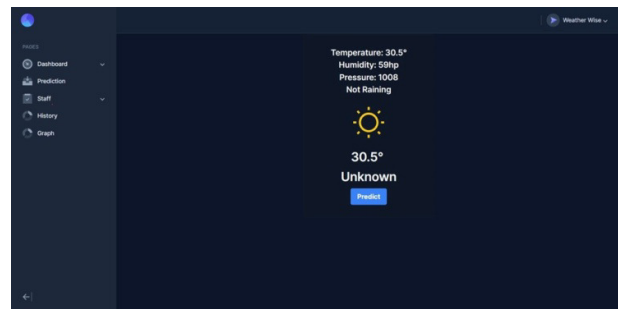 Weather Wise
PAGES
Dashboard
Prediction
Staff
History
Graph
Temperature: 30.5°
Humidity: 59hp
Pressure: 1008
Not Raining
30.5°
Unknown
Predict